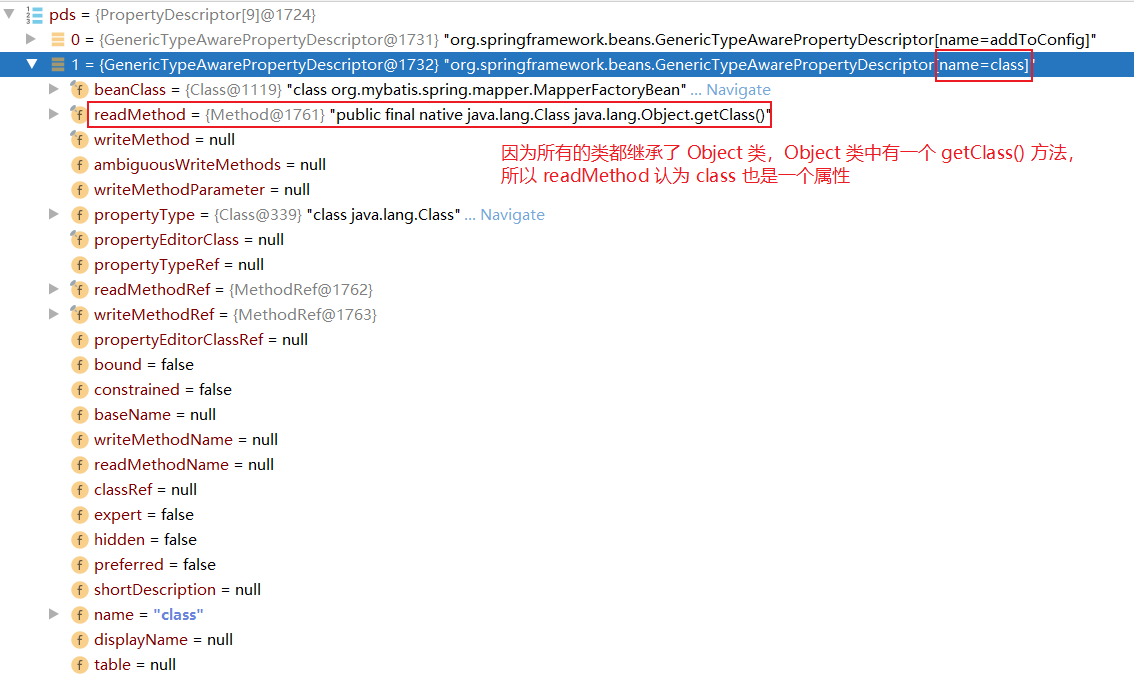 pds = {PropertyDescriptor[9]@1724}
0 = {GenericTypeAwarePropertyDescriptor@1731} "org.springframework.beans.GenericTypeAwarePropertyDescriptor[name=addToConfig]"
1 = {GenericTypeAwarePropertyDescriptor@1732} "org.springframework.beans.GenericTypeAwarePropertyDescriptor[name=class]"
beanClass = {Class@1119} "class org.mybatis.spring.mapper.MapperFactoryBean" ... Navigate
readMethod = {Method@1761} "public final native java.lang.Class java.lang.Object.getClass()"
writeMethod = null
因为所有的类都继承了 Object 类，Object 类中有一个 getClass() 方法，
所以 readMethod 认为 class 也是一个属性
ambiguousWriteMethods = null
writeMethodParameter = null
propertyType = {Class@339} "class java.lang.Class" ... Navigate
propertyEditorClass = null
propertyTypeRef = null
readMethodRef = {MethodRef@1762}
writeMethodRef = {MethodRef@1763}
propertyEditorClassRef = null
bound = false
constrained = false
baseName = null
writeMethodName = null
readMethodName = null
classRef = null
expert = false
hidden = false
preferred = false
shortDescription = null
name = "class"
displayName = null
table = null